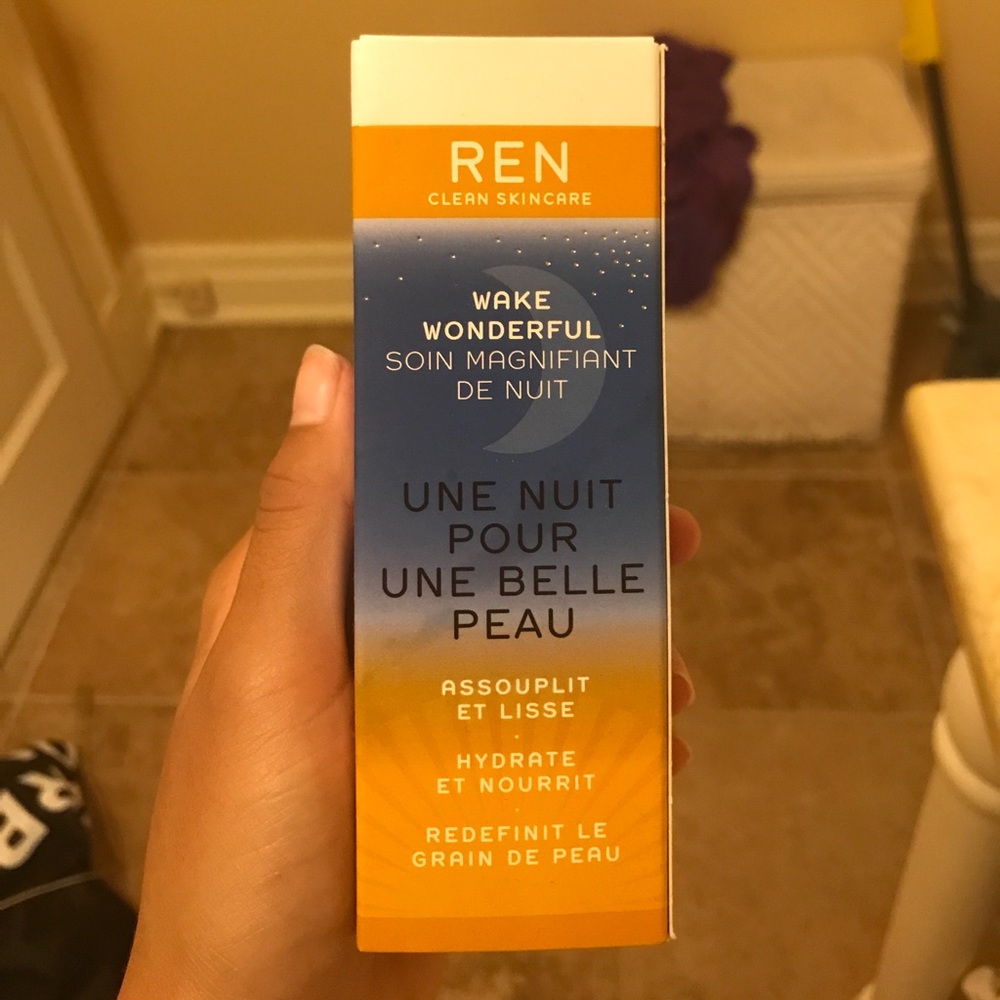 REN
CLEAN SKINCARE
WAKE
WONDERFUL
SOIN MAGNIFIANT
DE NUIT
UNE NUIT
POUR
UNE BELLE
PEAU
ASSOUPLIT
ET LISSE
HYDRATE
ET NOURRIT
REDEFINIT LE
GRAIN DE PEAU